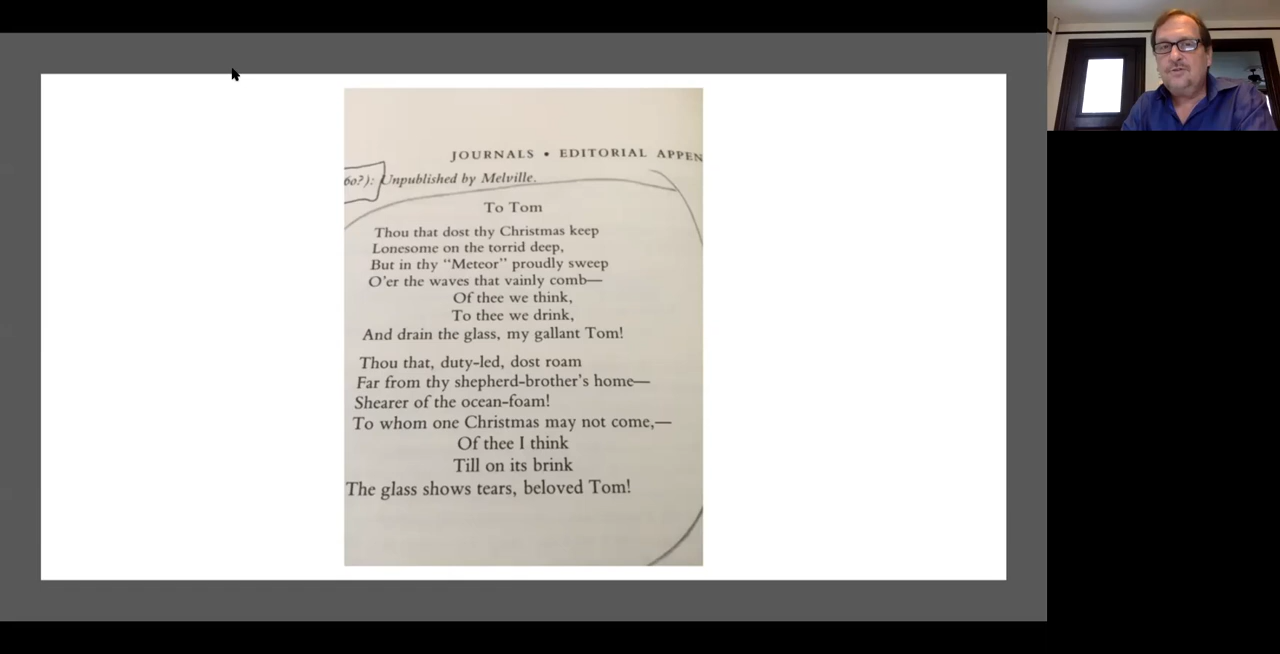 JOURNALS • EDITORIAL APPEN
60?): Unpublished by Melville.
To Tom
Thou that dost thy Christmas keep
Lonesome on the torrid deep,
But in thy “Meteor” proudly sweep
O’er the waves that vainly comb—
Of thee we think,
To thee we drink,
And drain the glass, my gallant Tom!
Thou that, duty-led, dost roam
Far from thy shepherd-brother’s home—
Shearer of the ocean-foam!
To whom one Christmas may not come,—
Of thee I think
Till on its brink
The glass shows tears, beloved Tom!